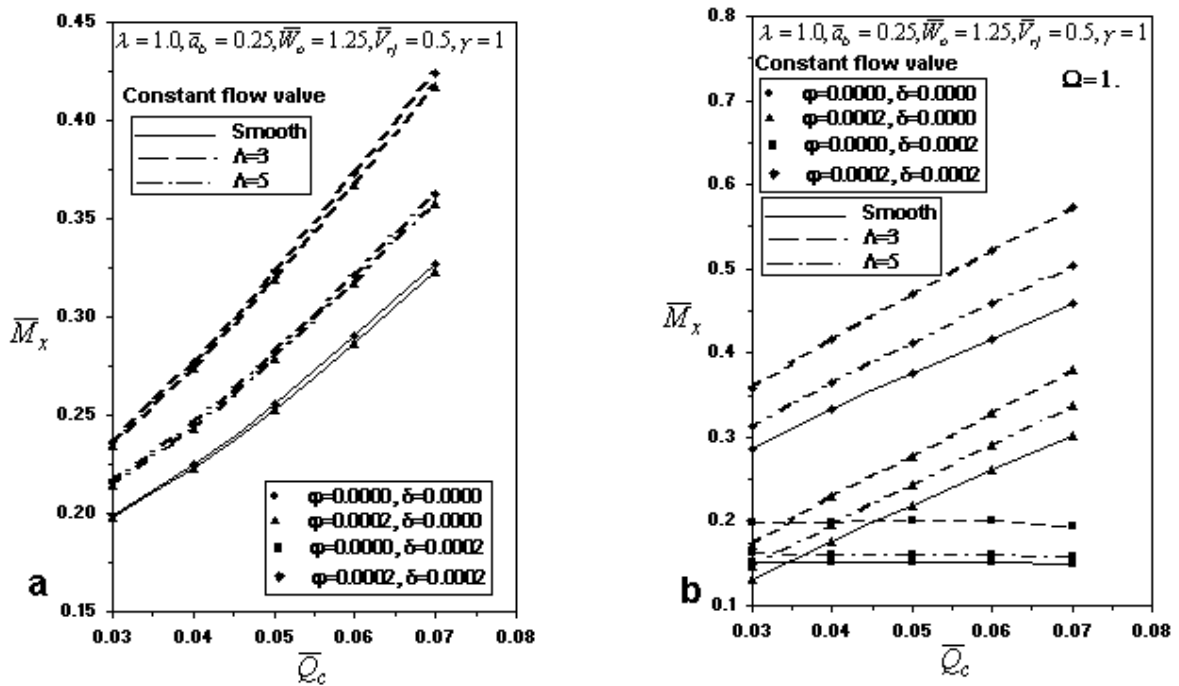 λ = 1.0, a̅_b = 0.25, W̅_o = 1.25, V̅_rj = 0.5, γ = 1
Constant flow valve
Smooth
Λ=3
Λ=5
φ=0.0000, δ=0.0000
φ=0.0002, δ=0.0000
φ=0.0000, δ=0.0002
φ=0.0002, δ=0.0002
0.45
0.40
0.35
0.30
0.25
0.20
0.15
M̅_x
a
0.03 0.04 0.05 0.06 0.07 0.08
Q̅_c
λ = 1.0, a̅_b = 0.25, W̅_o = 1.25, V̅_rj = 0.5, γ = 1
Constant flow valve
Ω=1.
φ=0.0000, δ=0.0000
φ=0.0002, δ=0.0000
φ=0.0000, δ=0.0002
φ=0.0002, δ=0.0002
Smooth
Λ=3
Λ=5
0.8
0.7
0.6
0.5
0.4
0.3
0.2
0.1
M̅_x
b
0.03 0.04 0.05 0.06 0.07 0.08
Q̅_c